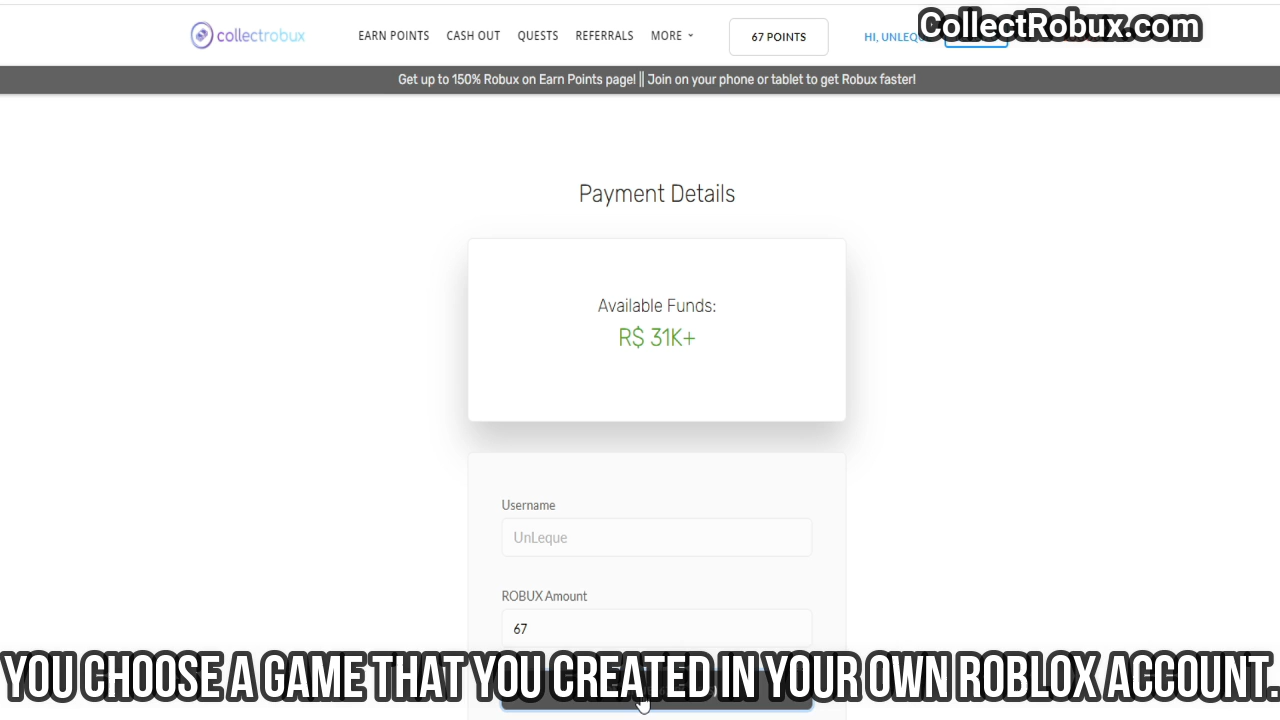 collectrobux
EARN POINTS CASH OUT QUESTS REFERRALS MORE 67 POINTS HI, UNLEQU
CollectRobux.com
Get up to 150% Robux on Earn Points page! || Join on your phone or tablet to get Robux faster!
Payment Details
Available Funds:
R$ 31K+
Username
UnLeque
ROBUX Amount
67
YOU CHOOSE A GAME THAT YOU CREATED IN YOUR OWN ROBLOX ACCOUNT.